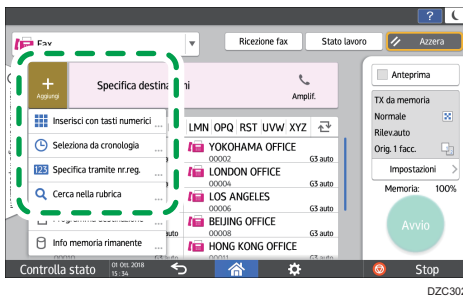 ?
Fax
Ricezione fax
Stato lavoro
Azzera
Aggiungi
Specifica destina
ni
Amplif.
Anteprima
TX da memoria
Normale
Rilev.auto
Orig. 1 facc.
Impostazioni
Memoria: 100%
Avvio
Inserisci con tasti numerici ...
Seleziona da cronologia ...
123 Specifica tramite nr.reg. ...
Cerca nella rubrica ...
Info memoria rimanente ...
LMN OPQ RST UVW XYZ
YOKOHAMA OFFICE
00002 G3 auto
LONDON OFFICE
00004 G3 auto
LOS ANGELES
00006 G3 auto
BEIJING OFFICE
uto 00008 G3 auto
HONG KONG OFFICE
Controlla stato
01 Ott. 2018
15 : 34
Stop
DZC302